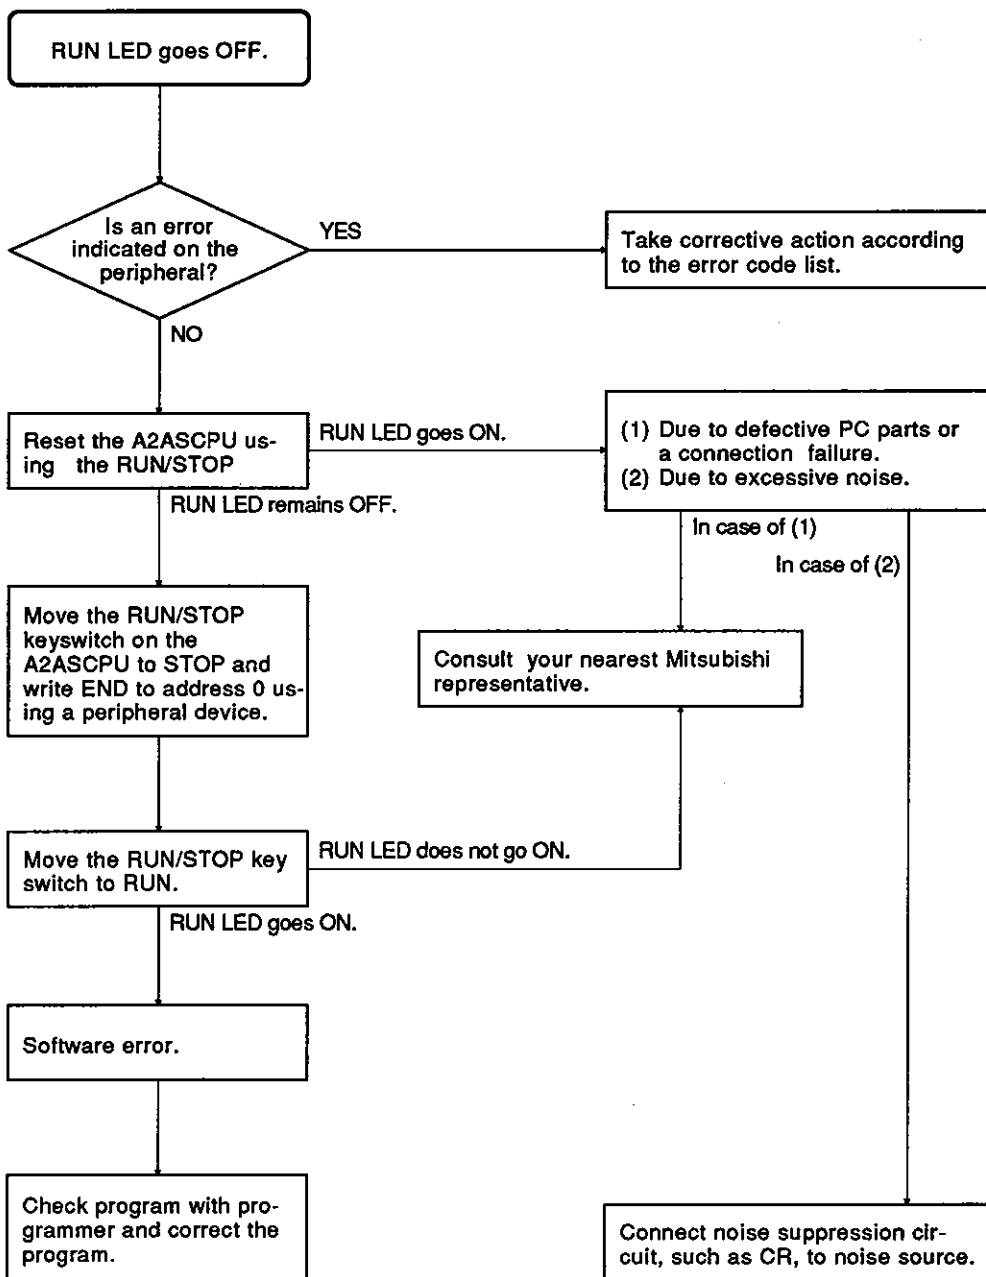 RUN LED goes OFF.
Is an error
indicated on the
peripheral?
YES
Take corrective action according
to the error code list.
NO
Reset the A2ASCPU us-
ing the RUN/STOP
RUN LED goes ON.
(1) Due to defective PC parts or
a connection failure.
(2) Due to excessive noise.
RUN LED remains OFF.
In case of (1)
In case of (2)
Move the RUN/STOP
keyswitch on the
A2ASCPU to STOP and
write END to address 0 us-
ing a peripheral device.
Consult your nearest Mitsubishi
representative.
Move the RUN/STOP key
switch to RUN.
RUN LED does not go ON.
RUN LED goes ON.
Software error.
Check program with pro-
grammer and correct the
program.
Connect noise suppression cir-
cuit, such as CR, to noise source.